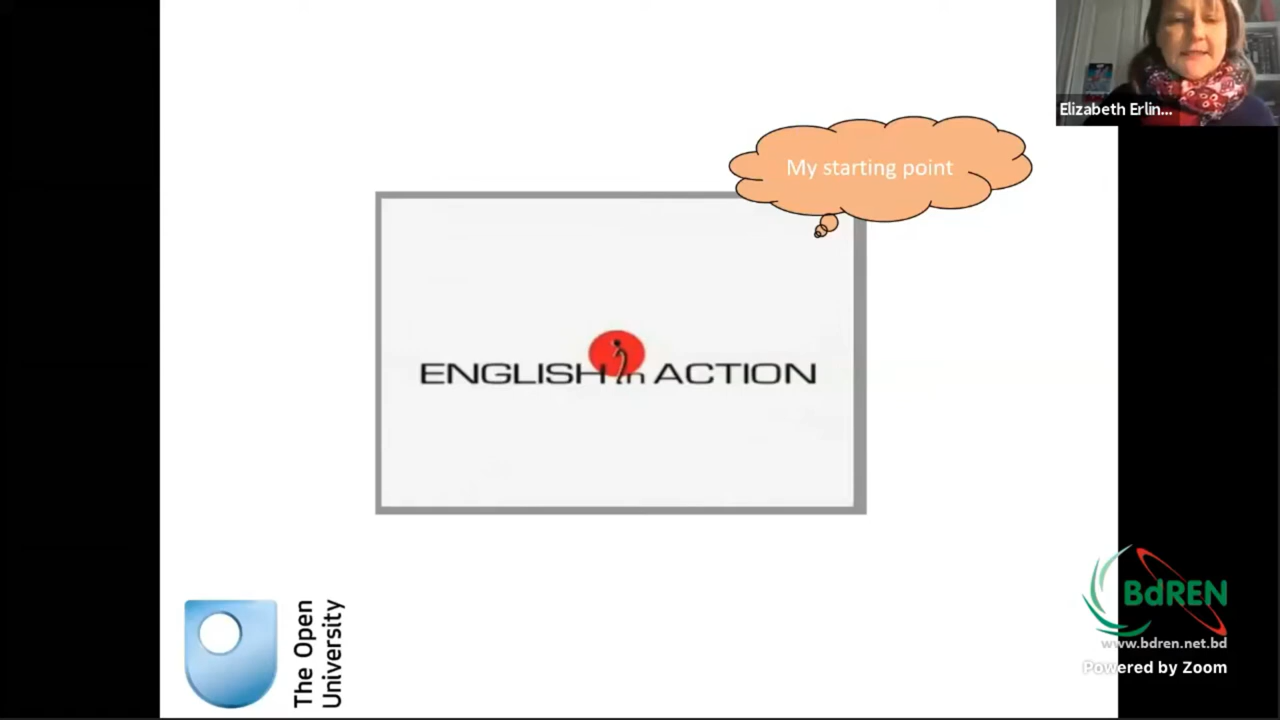 Elizabeth Erlin...
My starting point
ENGLISH in ACTION
The Open
University
BdREN
www.bdren.net.bd
Powered by Zoom